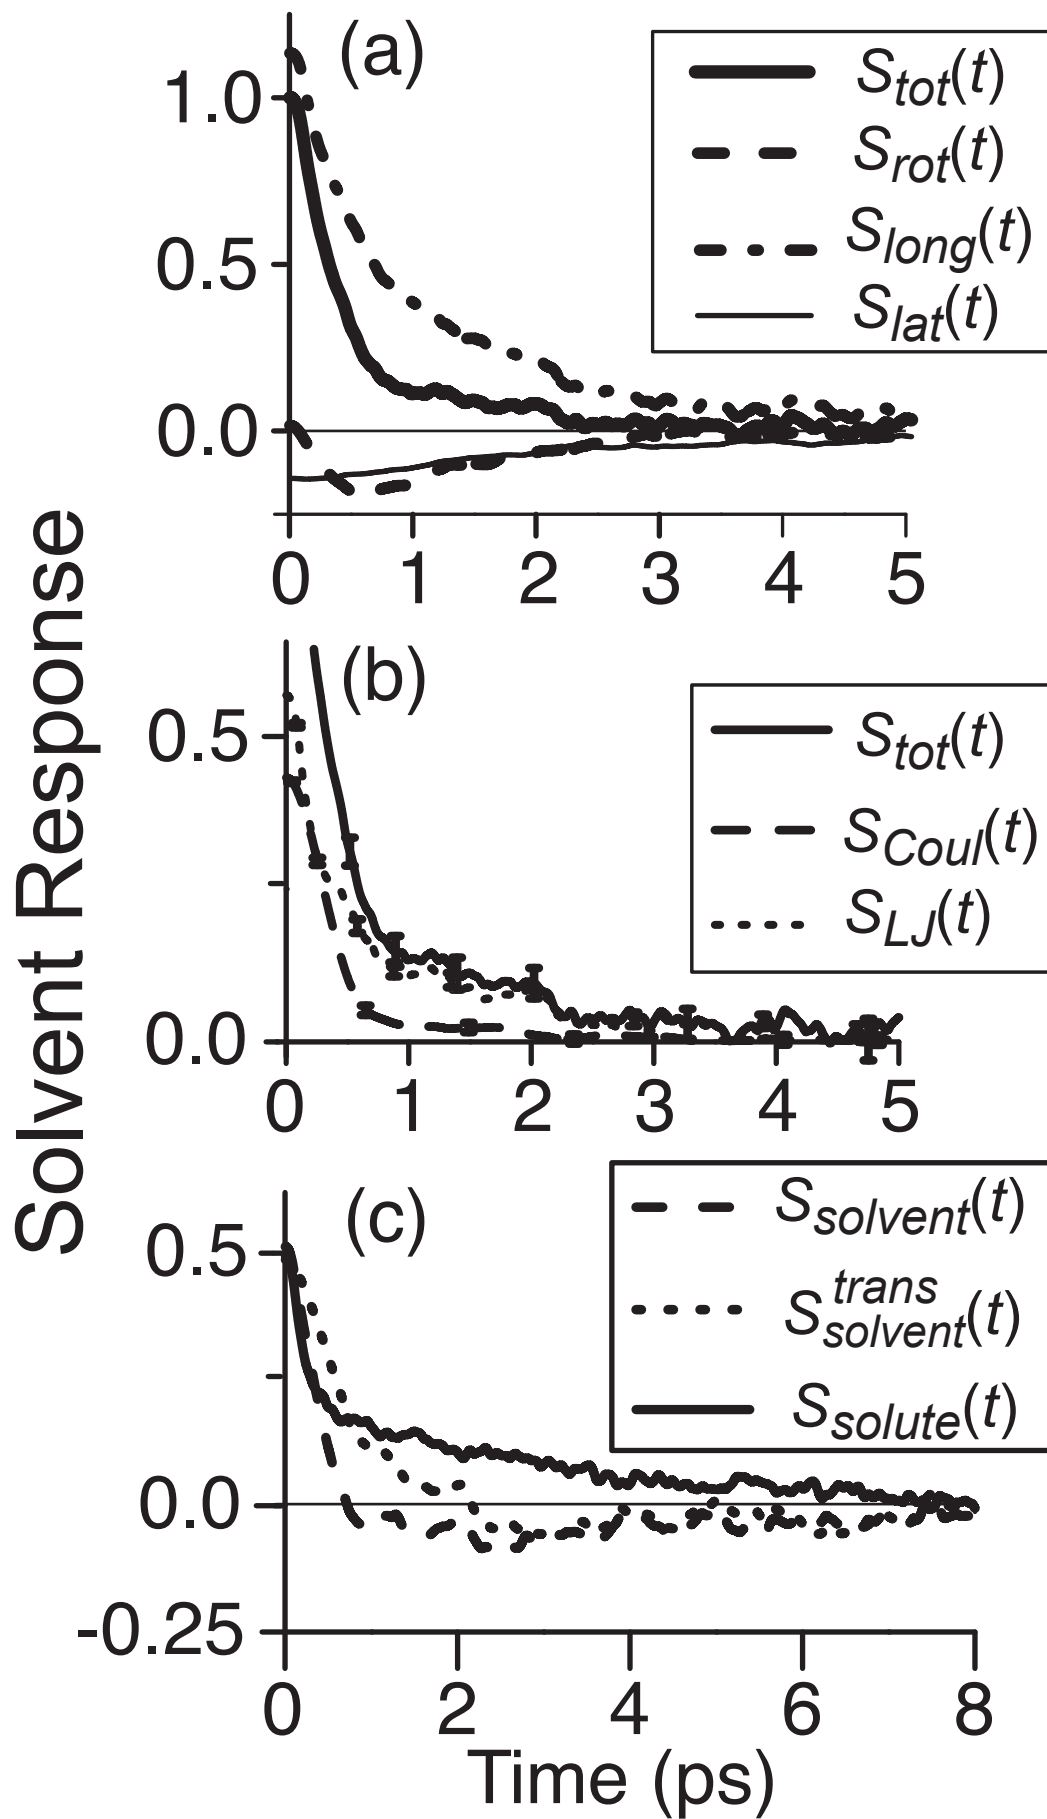 Solvent Response
(a)
1.0
0.5
0.0
0 1 2 3 4 5
S_tot(t)
S_rot(t)
S_long(t)
S_lat(t)
(b)
0.5
0.0
0 1 2 3 4 5
S_tot(t)
S_Coul(t)
S_LJ(t)
(c)
0.5
0.0
-0.25
0 2 4 6 8
S_solvent(t)
S_solvent^trans(t)
S_solute(t)
Time (ps)